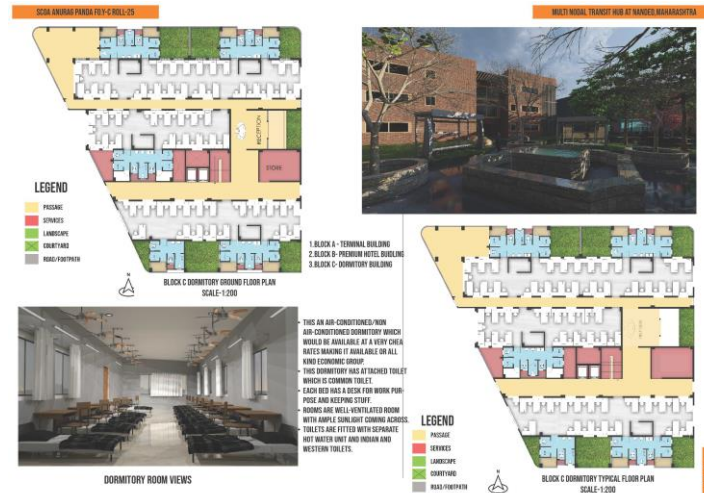 SCOA ANURAG PANDA FOY-C ROLL-25
MULTI NODAL TRANSIT HUB AT NANDED,MAHARASHTRA
RECEPTION
STORE
LEGEND
PASSAGE
SERVICES
LANDSCAPE
COURTYARD
ROAD/FOOTPATH
N
BLOCK C DORMITORY GROUND FLOOR PLAN
SCALE-1:200
1.BLOCK A - TERMINAL BUILDING
2.BLOCK B- PREMIUM HOTEL BUIDLING
3.BLOCK C- DORMITORY BUILDING
THIS AN AIR-CONDITIONED/NON
AIR-CONDITIONED DORMITORY WHICH
WOULD BE AVAILABLE AT A VERY CHEA
RATES MAKING IT AVAILABLE OR ALL
KIND ECONOMIC GROUP.
THIS DORMITORY HAS ATTACHED TOILET
WHICH IS COMMON TOILET.
EACH BED HAS A DESK FOR WORK PUR-
POSE AND KEEPING STUFF.
ROOMS ARE WELL-VENTILATED ROOM
WITH AMPLE SUNLIGHT COMING ACROSS.
TOILETS ARE FITTED WITH SEPARATE
HOT WATER UNIT AND INDIAN AND
WESTERN TOILETS.
DORMITORY ROOM VIEWS
LEGEND
PASSAGE
SERVICES
LANDSCAPE
COURTYARD
ROAD/FOOTPATH
N
BLOCK C DORMITORY TYPICAL FLOOR PLAN
SCALE-1:200